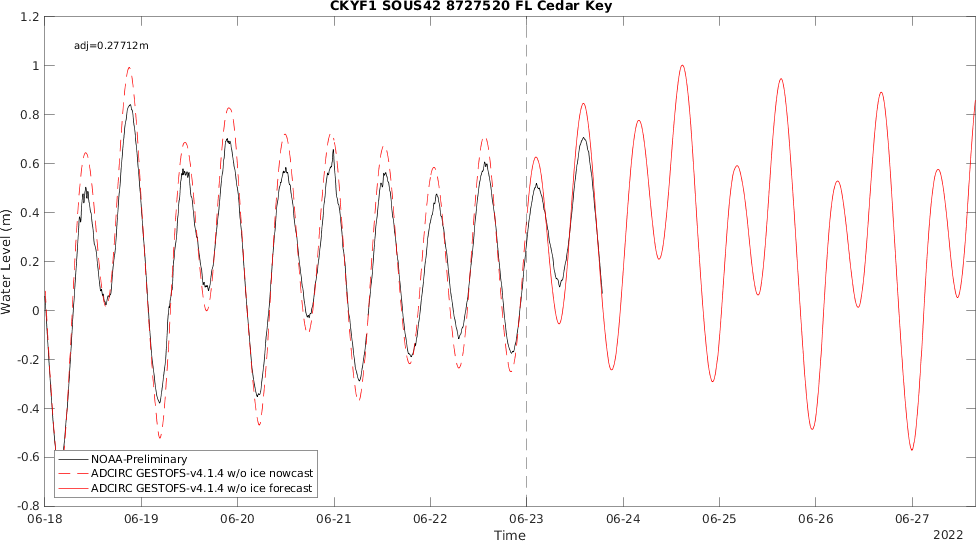 CKYF1 SOUS42 8727520 FL Cedar Key
adj=0.27712m
Water Level (m)
1.2
1
0.8
0.6
0.4
0.2
0
-0.2
-0.4
-0.6
-0.8
NOAA-Preliminary
ADCIRC GESTOFS-v4.1.4 w/o ice nowcast
ADCIRC GESTOFS-v4.1.4 w/o ice forecast
06-18 06-19 06-20 06-21 06-22 06-23 06-24 06-25 06-26 06-27
Time
2022